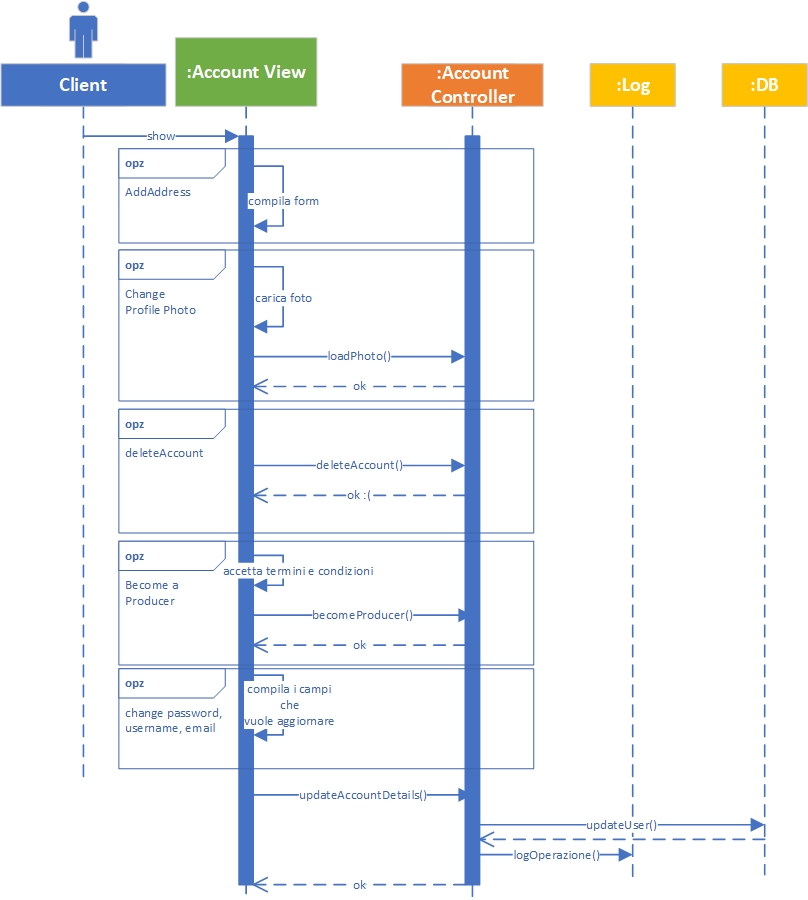 Client
:Account View
:Account
Controller
:Log
:DB
show
opz
AddAddress
compila form
opz
Change
Profile Photo
carica foto
loadPhoto()
ok
opz
deleteAccount
deleteAccount()
ok :(
opz
accetta termini e condizioni
Become a
Producer
becomeProducer()
ok
opz
compila i campi
che
vuole aggiornare
change password,
username, email
updateAccountDetails()
updateUser()
logOperazione()
ok